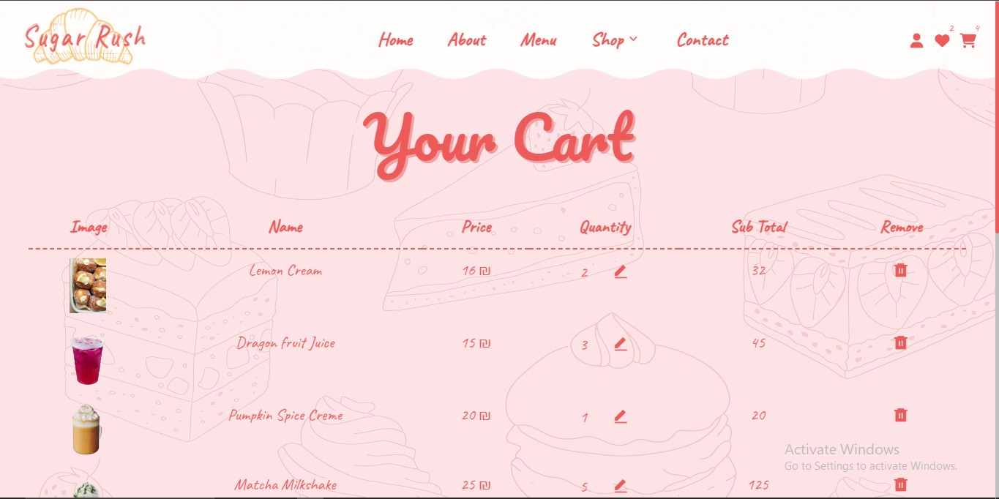 Sugar Rush
Home About Menu Shop Contact
2 4
Your Cart
Image Name Price Quantity Sub Total Remove
Lemon Cream 16 ₪ 2 32
Dragon fruit Juice 15 ₪ 3 45
Pumpkin Spice Creme 20 ₪ 1 20
Activate Windows
Go to Settings to activate Windows.
Matcha Milkshake 25 ₪ 5 125